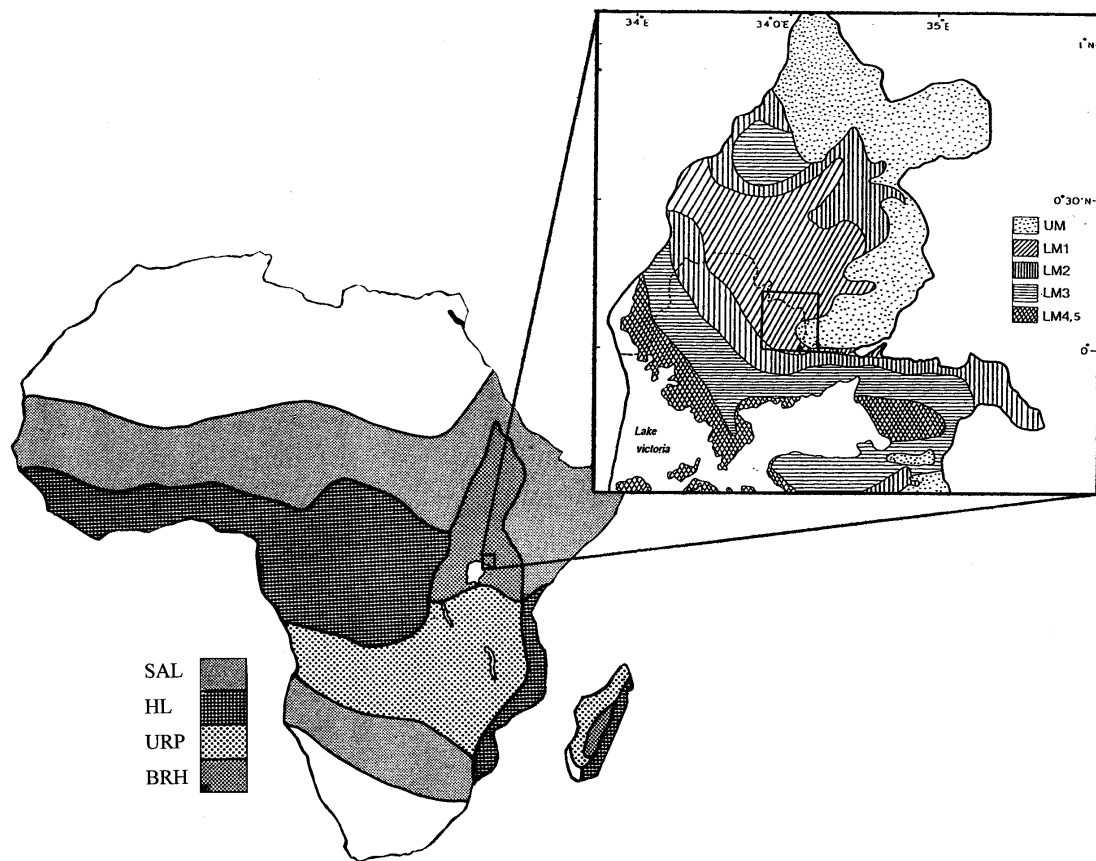 34°E
34°0'E
35°E
1°N
0°30'N
UM
LM1
LM2
LM3
LM4,5
0°
Lake
victoria
SAL
HL
URP
BRH